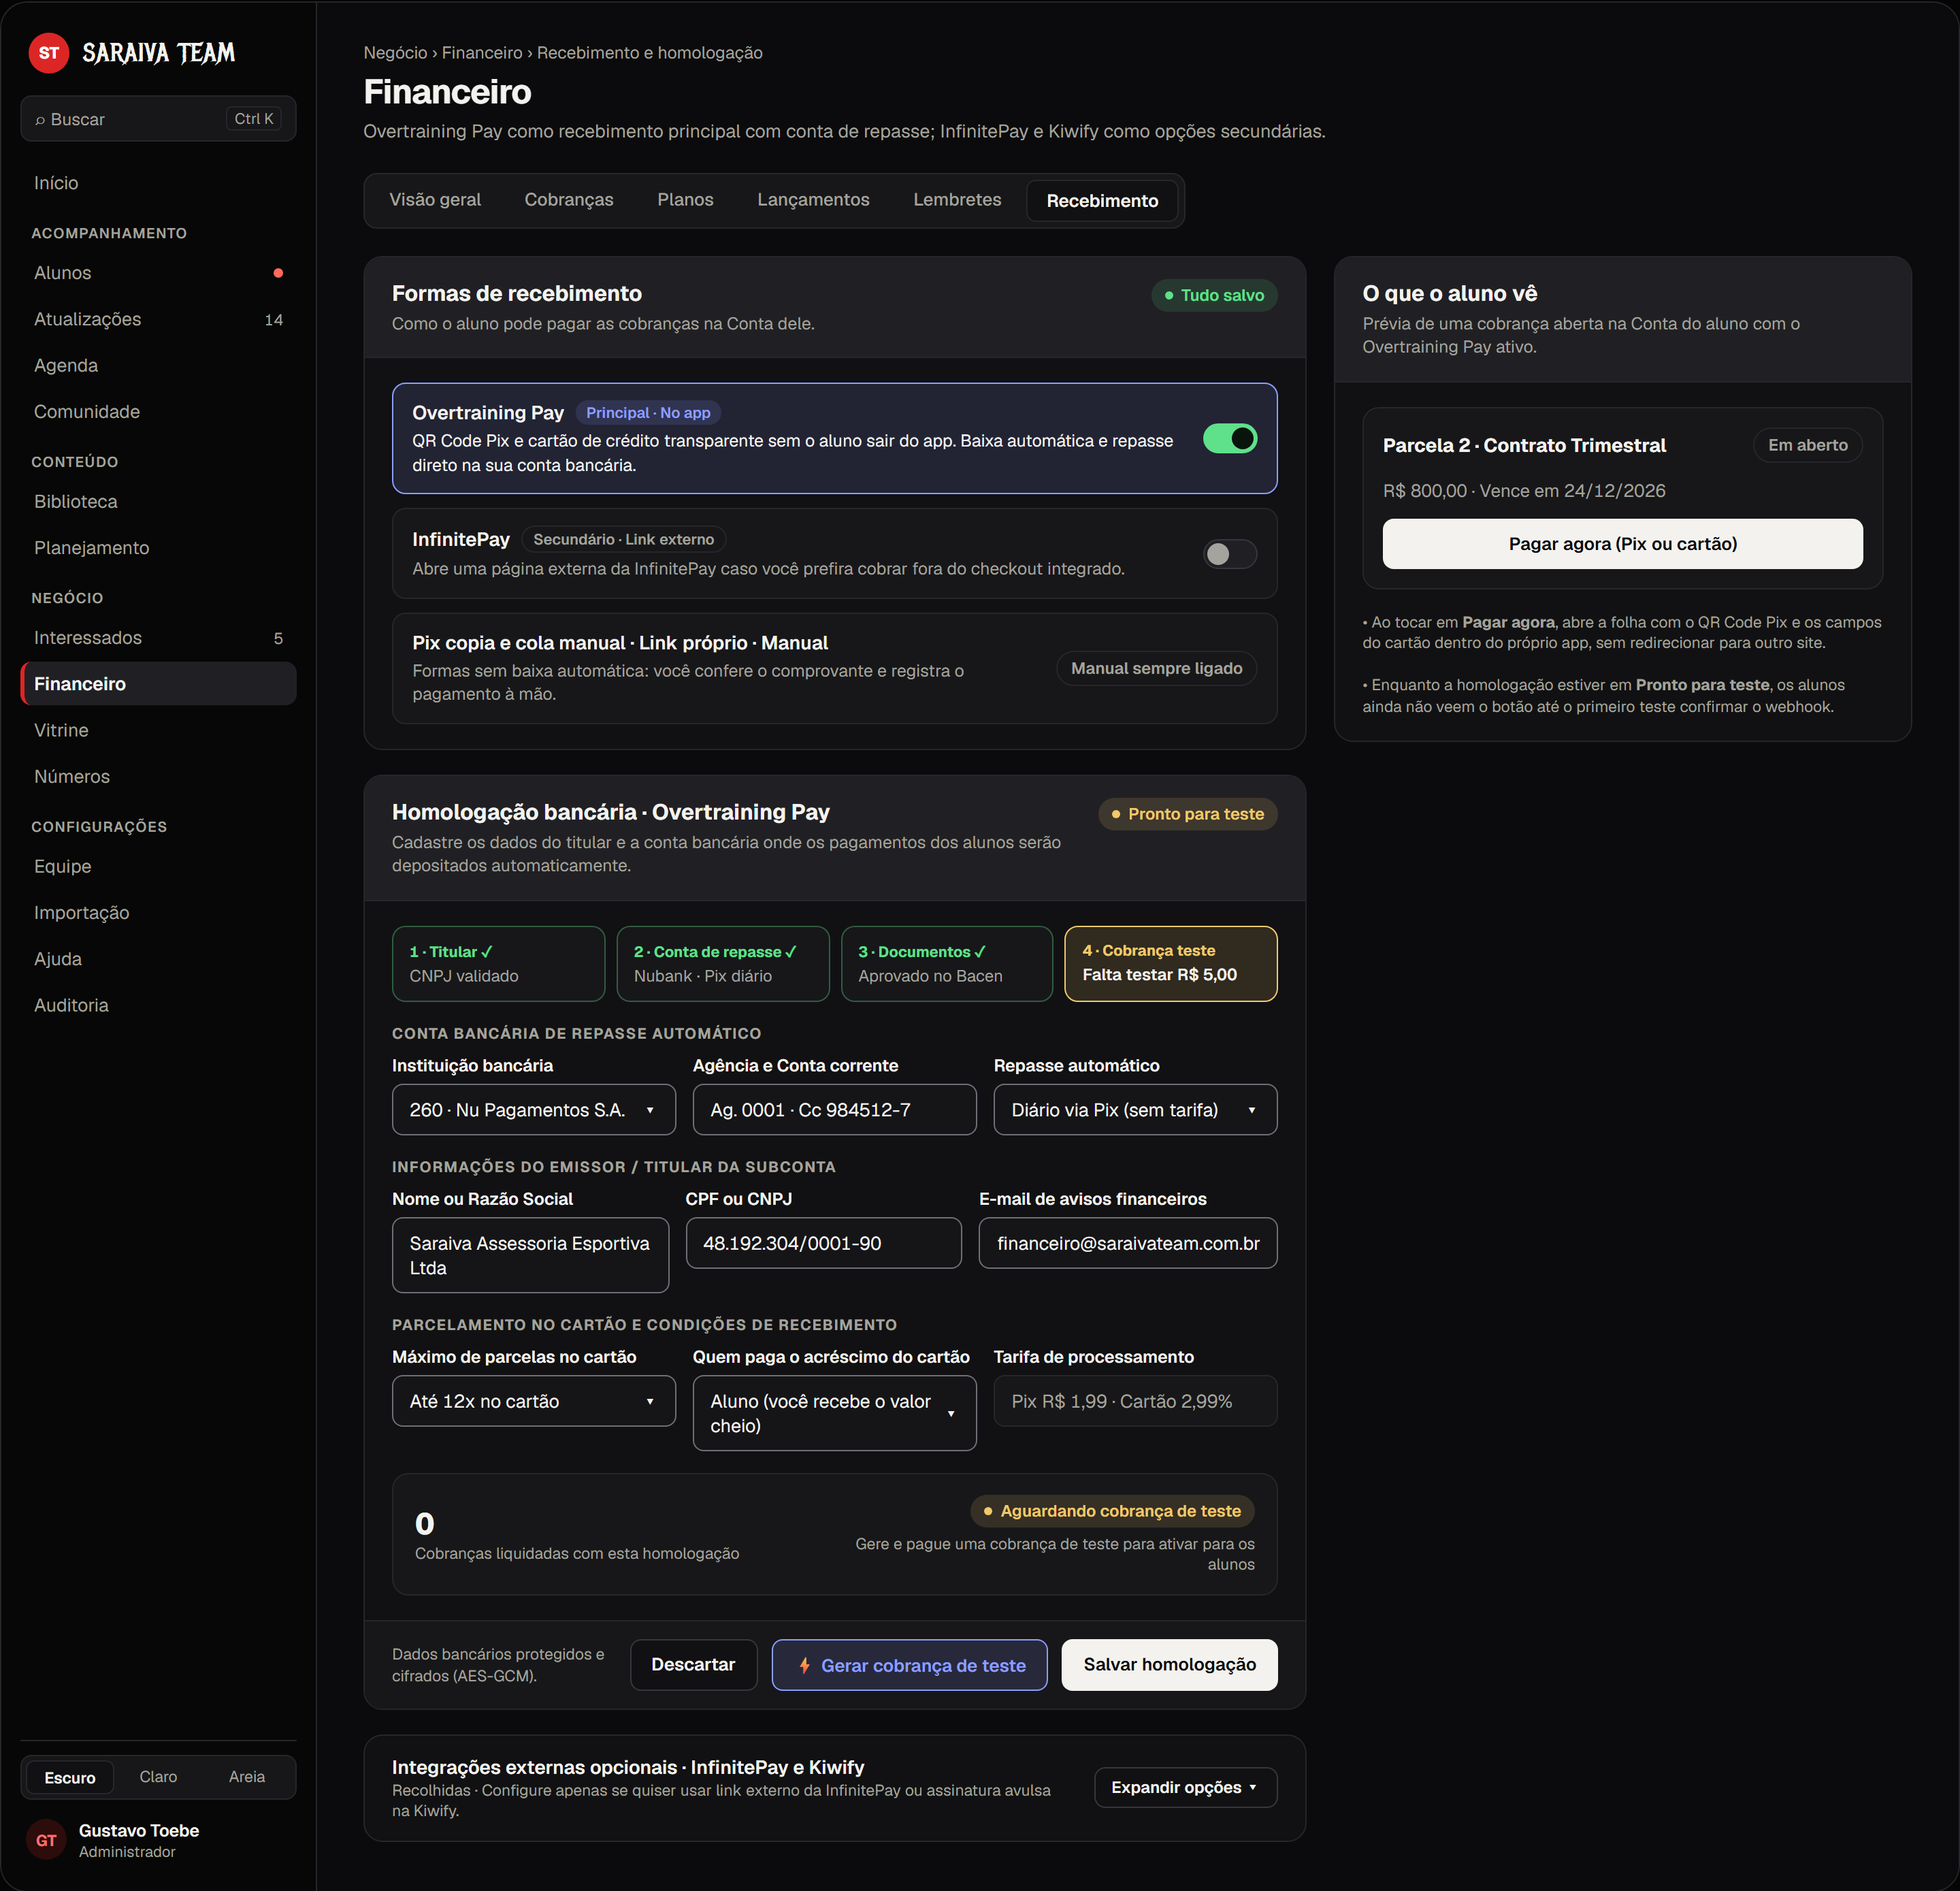 ST SARAIVA TEAM
Buscar Ctrl K
Início
ACOMPANHAMENTO
Alunos
Atualizações 14
Agenda
Comunidade
CONTEÚDO
Biblioteca
Planejamento
NEGÓCIO
Interessados 5
Financeiro
Vitrine
Números
CONFIGURAÇÕES
Equipe
Importação
Ajuda
Auditoria
Escuro Claro Areia
GT Gustavo Toebe
Administrador
Negócio › Financeiro › Recebimento e homologação
Financeiro
Overtraining Pay como recebimento principal com conta de repasse; InfinitePay e Kiwify como opções secundárias.
Visão geral Cobranças Planos Lançamentos Lembretes Recebimento
Formas de recebimento
Tudo salvo
Como o aluno pode pagar as cobranças na Conta dele.
Overtraining Pay Principal · No app
QR Code Pix e cartão de crédito transparente sem o aluno sair do app. Baixa automática e repasse
direto na sua conta bancária.
InfinitePay Secundário · Link externo
Abre uma página externa da InfinitePay caso você prefira cobrar fora do checkout integrado.
Pix copia e cola manual · Link próprio · Manual
Formas sem baixa automática: você confere o comprovante e registra o
pagamento à mão.
Manual sempre ligado
O que o aluno vê
Prévia de uma cobrança aberta na Conta do aluno com o
Overtraining Pay ativo.
Parcela 2 · Contrato Trimestral Em aberto
R$ 800,00 · Vence em 24/12/2026
Pagar agora (Pix ou cartão)
• Ao tocar em Pagar agora, abre a folha com o QR Code Pix e os campos
do cartão dentro do próprio app, sem redirecionar para outro site.
• Enquanto a homologação estiver em Pronto para teste, os alunos
ainda não veem o botão até o primeiro teste confirmar o webhook.
Homologação bancária · Overtraining Pay
Pronto para teste
Cadastre os dados do titular e a conta bancária onde os pagamentos dos alunos serão
depositados automaticamente.
1 · Titular ✓
CNPJ validado
2 · Conta de repasse ✓
Nubank · Pix diário
3 · Documentos ✓
Aprovado no Bacen
4 · Cobrança teste
Falta testar R$ 5,00
CONTA BANCÁRIA DE REPASSE AUTOMÁTICO
Instituição bancária Agência e Conta corrente Repasse automático
260 · Nu Pagamentos S.A. ▾ Ag. 0001 · Cc 984512-7 Diário via Pix (sem tarifa) ▾
INFORMAÇÕES DO EMISSOR / TITULAR DA SUBCONTA
Nome ou Razão Social CPF ou CNPJ E-mail de avisos financeiros
Saraiva Assessoria Esportiva
Ltda
48.192.304/0001-90
financeiro@saraivateam.com.br
PARCELAMENTO NO CARTÃO E CONDIÇÕES DE RECEBIMENTO
Máximo de parcelas no cartão Quem paga o acréscimo do cartão Tarifa de processamento
Até 12x no cartão ▾
Aluno (você recebe o valor
cheio) ▾
Pix R$ 1,99 · Cartão 2,99%
0
Cobranças liquidadas com esta homologação
Aguardando cobrança de teste
Gere e pague uma cobrança de teste para ativar para os
alunos
Dados bancários protegidos e
cifrados (AES-GCM).
Descartar
Gerar cobrança de teste
Salvar homologação
Integrações externas opcionais · InfinitePay e Kiwify
Recolhidas · Configure apenas se quiser usar link externo da InfinitePay ou assinatura avulsa
na Kiwify.
Expandir opções ▾